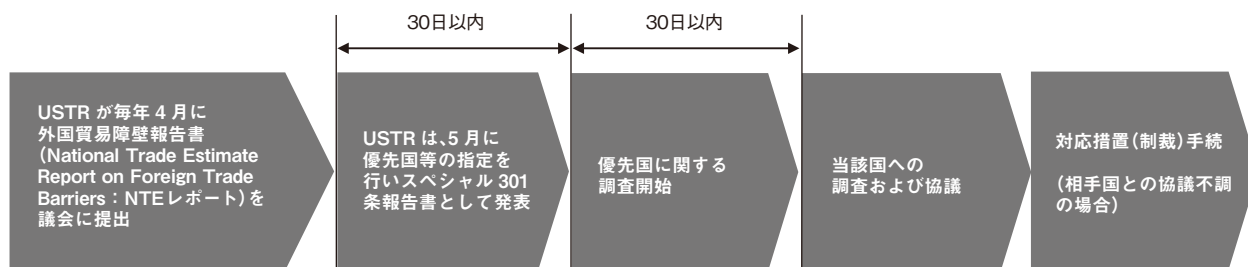 30日以内
30日以内
USTR が毎年 4 月に
外国貿易障壁報告書
（National Trade Estimate
Report on Foreign Trade
Barriers：NTEレポート）を
議会に提出
USTR は、5 月に
優先国等の指定を
行いスペシャル 301
条報告書として発表
優先国に関する
調査開始
当該国への
調査および協議
対応措置（制裁）手続
（相手国との協議不調
の場合）